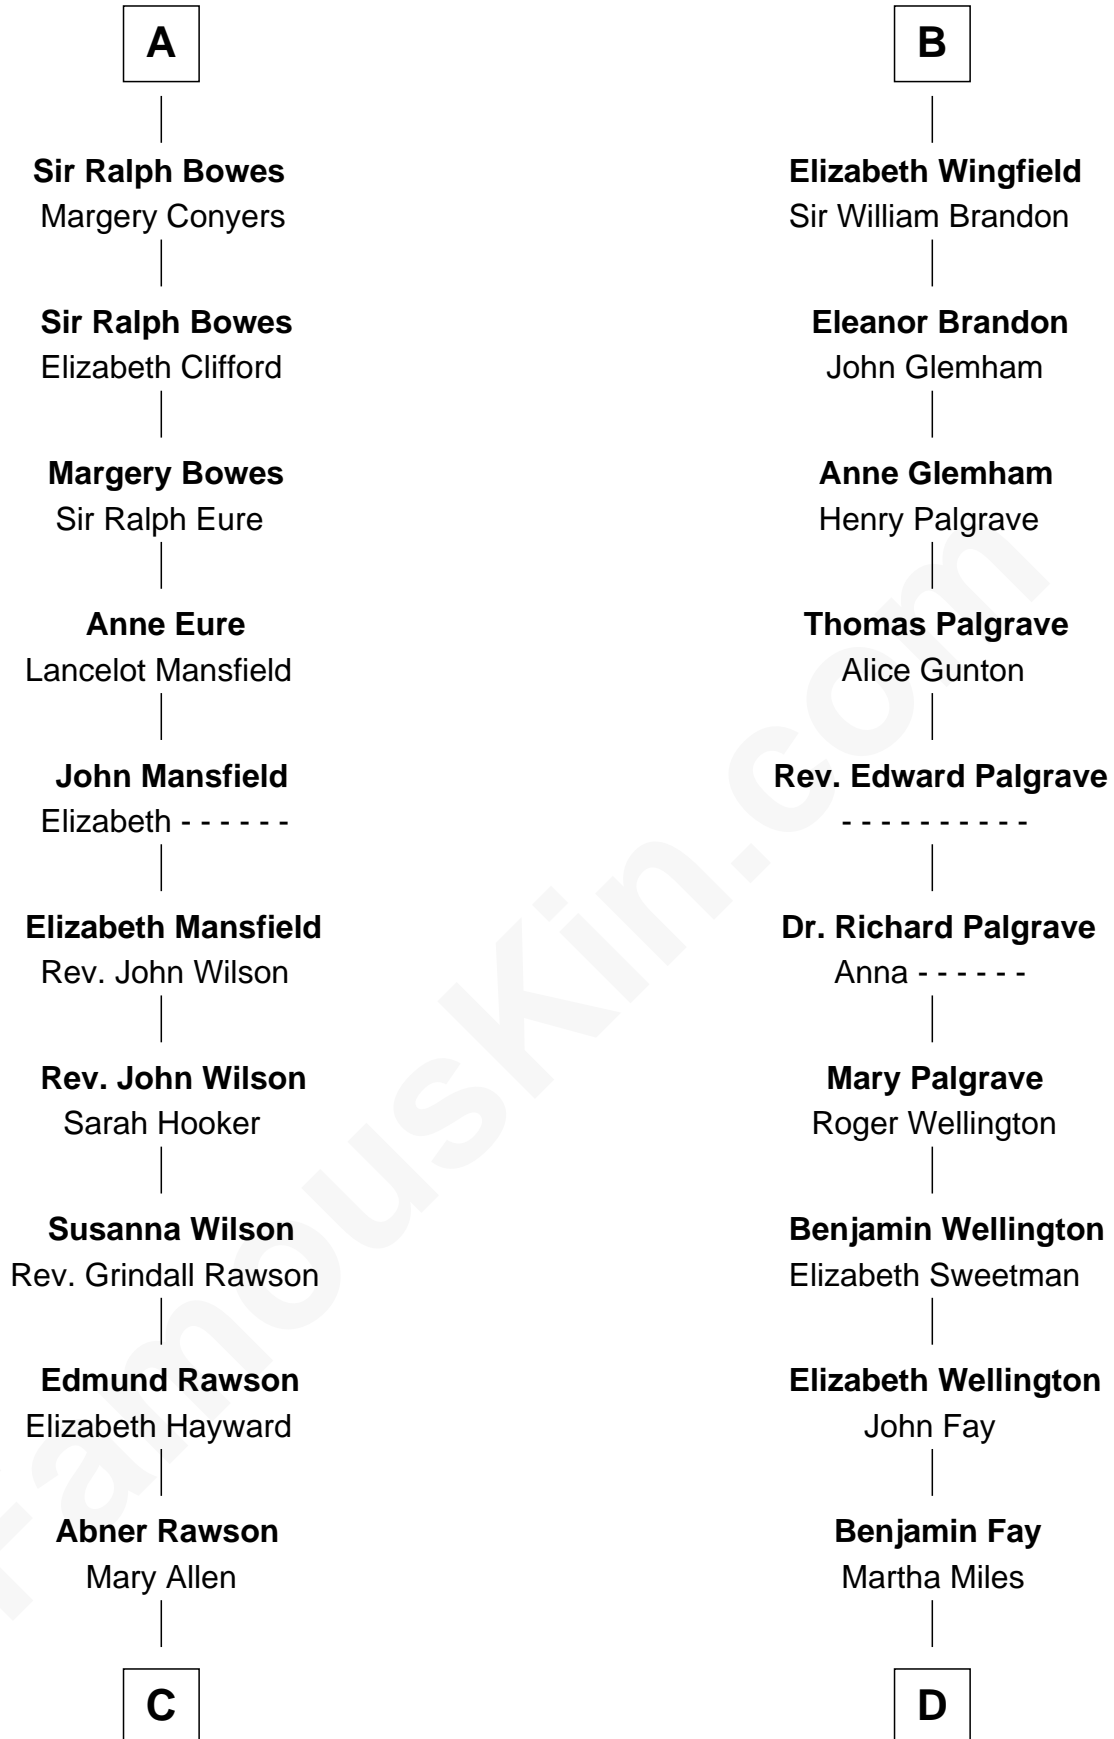 A
Sir Ralph Bowes
Margery Conyers
Sir Ralph Bowes
Elizabeth Clifford
Margery Bowes
Sir Ralph Eure
Anne Eure
Lancelot Mansfield
John Mansfield
Elizabeth - - - - - -
Elizabeth Mansfield
Rev. John Wilson
Rev. John Wilson
Sarah Hooker
Susanna Wilson
Rev. Grindall Rawson
Edmund Rawson
Elizabeth Hayward
Abner Rawson
Mary Allen
C
B
Elizabeth Wingfield
Sir William Brandon
Eleanor Brandon
John Glemham
Anne Glemham
Henry Palgrave
Thomas Palgrave
Alice Gunton
Rev. Edward Palgrave
- - - - - - - - - -
Dr. Richard Palgrave
Anna - - - - - -
Mary Palgrave
Roger Wellington
Benjamin Wellington
Elizabeth Sweetman
Elizabeth Wellington
John Fay
Benjamin Fay
Martha Miles
D
FamousKin.com